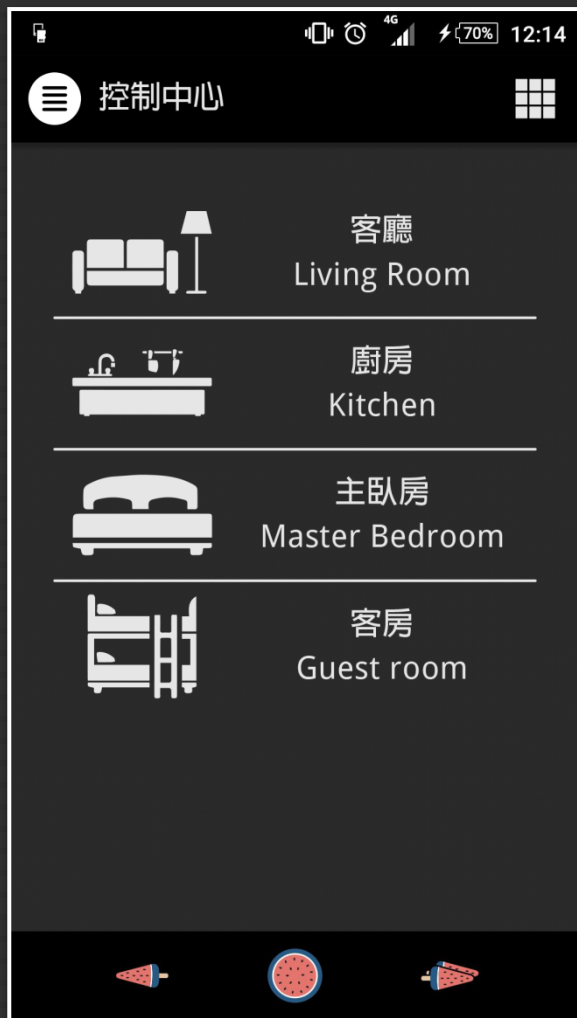 4G
70%
12:14
控制中心
客廳
Living Room
廚房
Kitchen
主臥房
Master Bedroom
客房
Guest room